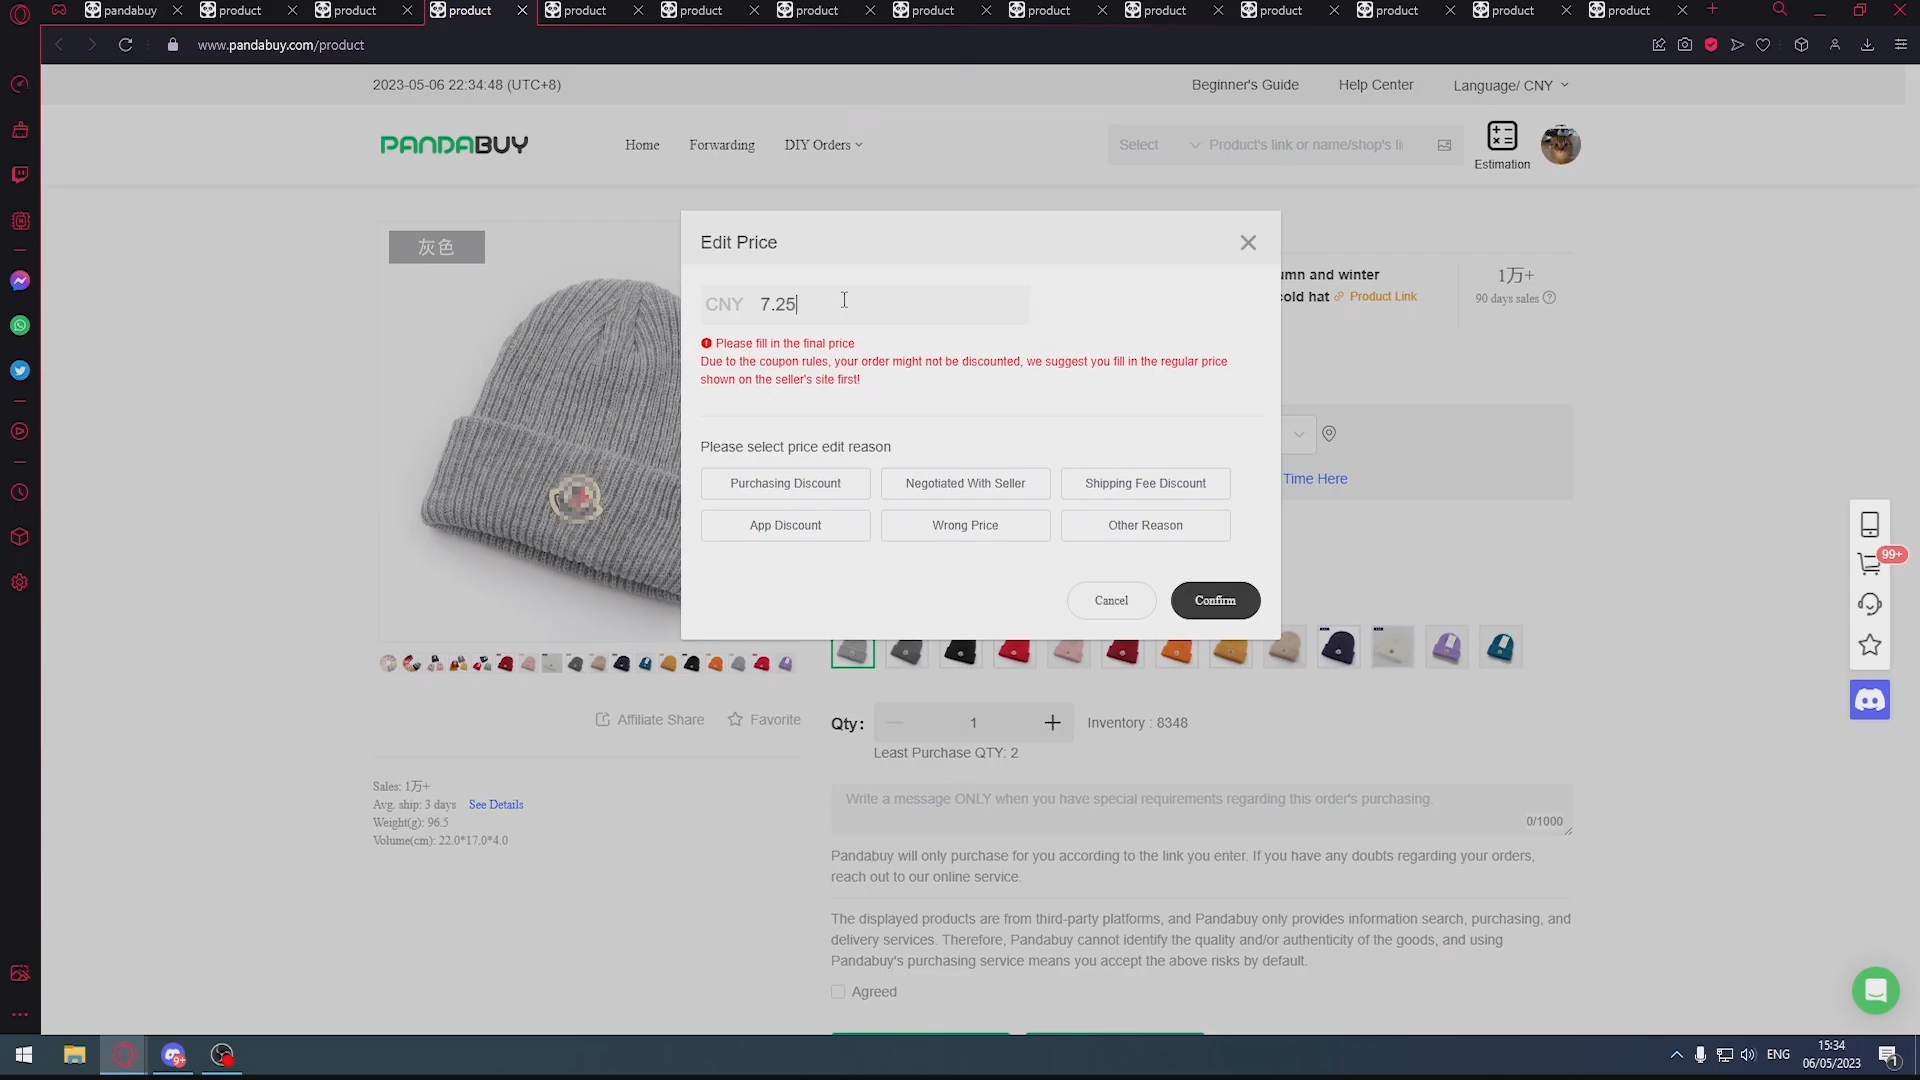 pandabuy
product
product
product
product
product
product
product
product
product
product
product
product
product
www.pandabuy.com/product
2023-05-06 22:34:48 (UTC+8)
Beginner's Guide
Help Center
Language/ CNY
PANDABUY
Home
Forwarding
DIY Orders
Select
Product's link or name/shop's li
Estimation
灰色
Edit Price
CNY 7.25
Please fill in the final price
Due to the coupon rules, your order might not be discounted, we suggest you fill in the regular price
shown on the seller's site first!
Please select price edit reason
Purchasing Discount
Negotiated With Seller
Shipping Fee Discount
App Discount
Wrong Price
Other Reason
Cancel
Confirm
umn and winter
cold hat
Product Link
1万+
90 days sales
Time Here
99+
Affiliate Share
Favorite
Qty:
1
Inventory : 8348
Least Purchase QTY: 2
Sales: 1万+
Avg. ship: 3 days See Details
Weight(g): 96.5
Volume(cm): 22.0*17.0*4.0
Write a message ONLY when you have special requirements regarding this order's purchasing.
0/1000
Pandabuy will only purchase for you according to the link you enter. If you have any doubts regarding your orders,
reach out to our online service.
The displayed products are from third-party platforms, and Pandabuy only provides information search, purchasing, and
delivery services. Therefore, Pandabuy cannot identify the quality and/or authenticity of the goods, and using
Pandabuy's purchasing service means you accept the above risks by default.
Agreed
9+
ENG
15:34
06/05/2023
1